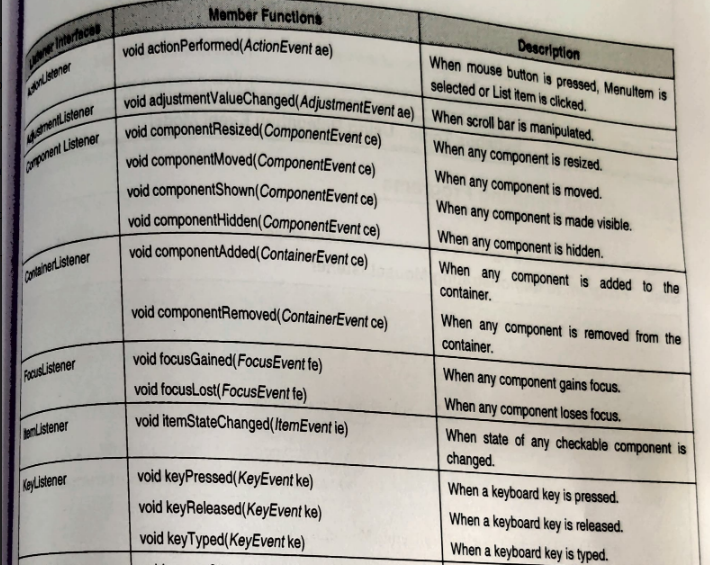 Listener Interfaces Member Functions Description
ActionListener void actionPerformed(ActionEvent ae) When mouse button is pressed, MenuItem is
selected or List item is clicked.
AdjustmentListener void adjustmentValueChanged(AdjustmentEvent ae) When scroll bar is manipulated.
Component Listener void componentResized(ComponentEvent ce) When any component is resized.
void componentMoved(ComponentEvent ce) When any component is moved.
void componentShown(ComponentEvent ce) When any component is made visible.
void componentHidden(ComponentEvent ce) When any component is hidden.
ContainerListener void componentAdded(ContainerEvent ce) When any component is added to the
container.
void componentRemoved(ContainerEvent ce) When any component is removed from the
container.
FocusListener void focusGained(FocusEvent fe) When any component gains focus.
void focusLost(FocusEvent fe) When any component loses focus.
ItemListener void itemStateChanged(ItemEvent ie) When state of any checkable component is
changed.
KeyListener void keyPressed(KeyEvent ke) When a keyboard key is pressed.
void keyReleased(KeyEvent ke) When a keyboard key is released.
void keyTyped(KeyEvent ke) When a keyboard key is typed.